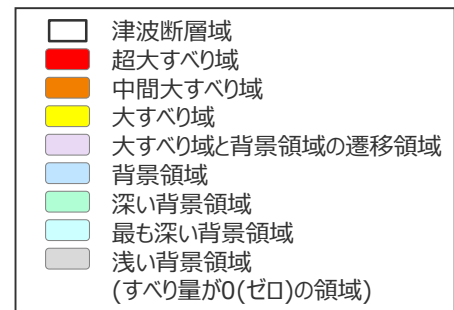 津波断層域
超大すべり域
中間大すべり域
大すべり域
大すべり域と背景領域の遷移領域
背景領域
深い背景領域
最も深い背景領域
浅い背景領域
(すべり量が0(ゼロ)の領域)